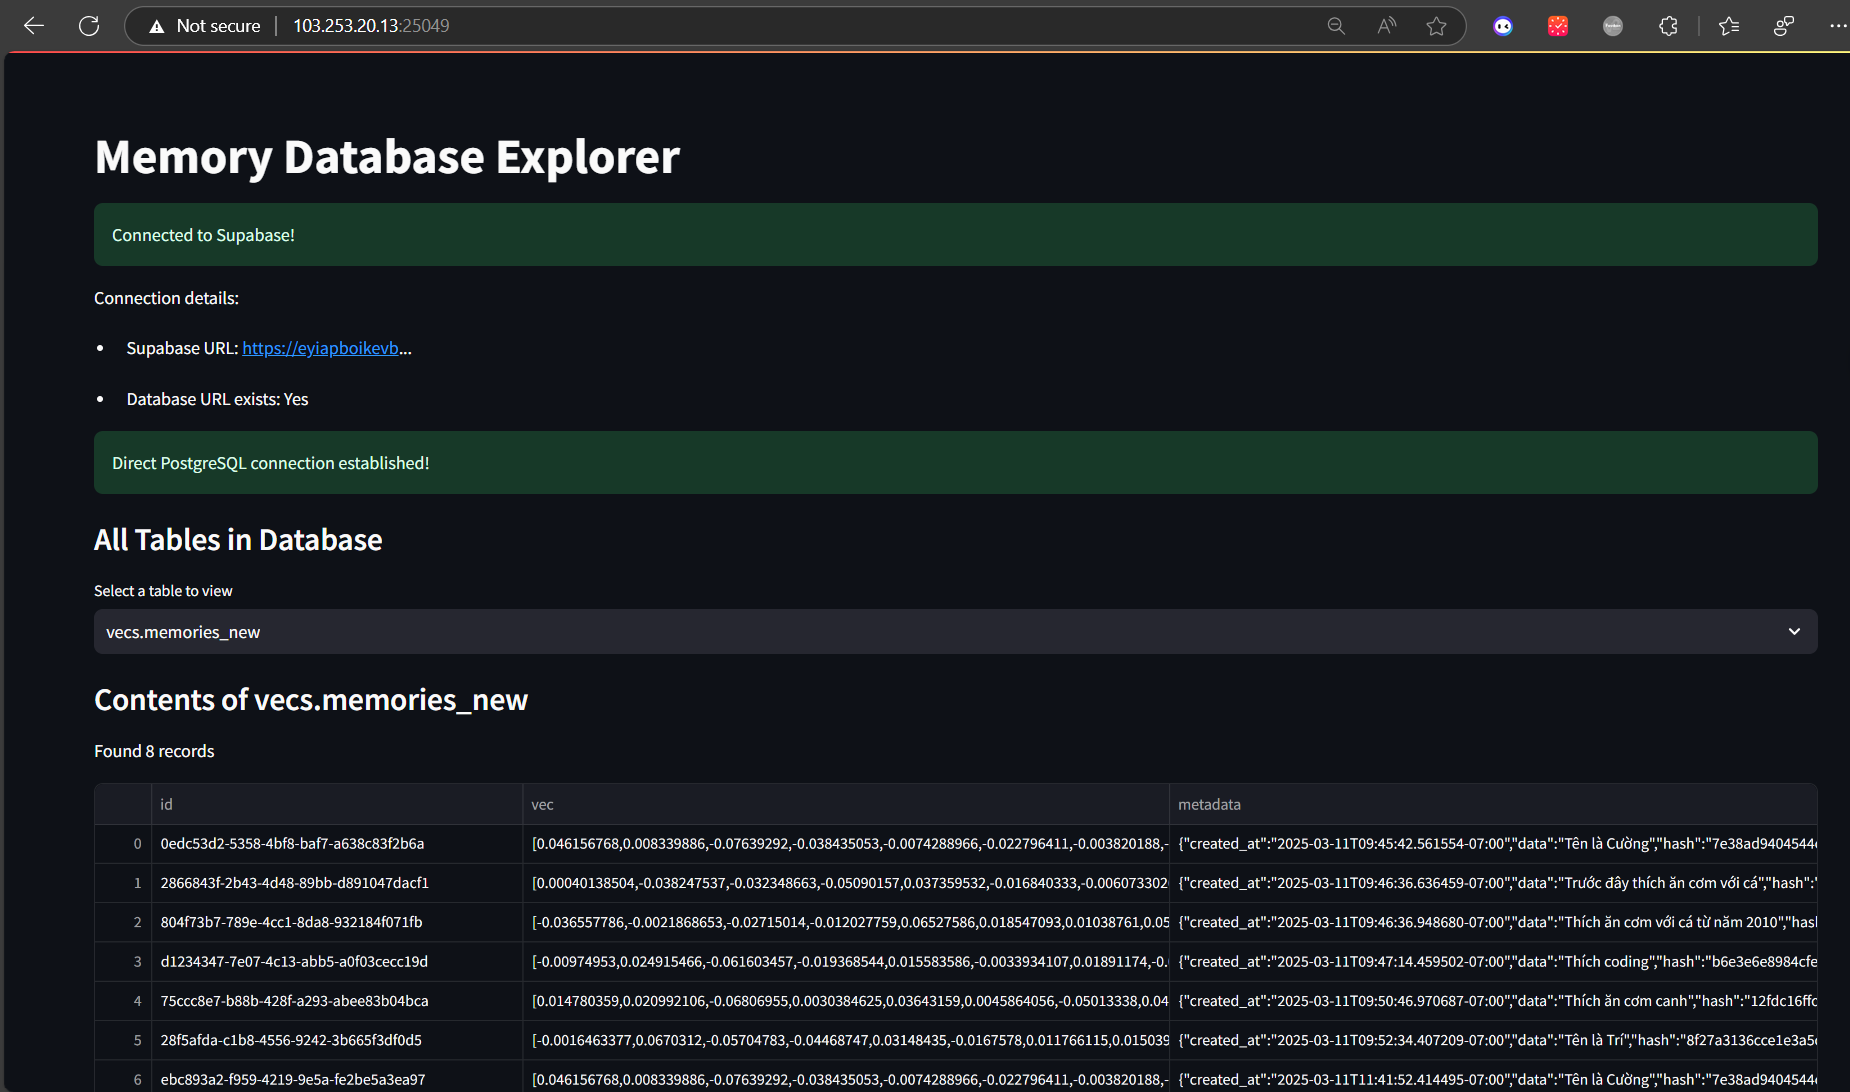 Not secure 103.253.20.13:25049
Memory Database Explorer
Connected to Supabase!
Connection details:
• Supabase URL: https://eyiapboikevb...
• Database URL exists: Yes
Direct PostgreSQL connection established!
All Tables in Database
Select a table to view
vecs.memories_new
Contents of vecs.memories_new
Found 8 records
id vec metadata
0 0edc53d2-5358-4bf8-baf7-a638c83f2b6a [0.046156768,0.008339886,-0.07639292,-0.038435053,-0.0074288966,-0.022796411,-0.003820188,- {"created_at":"2025-03-11T09:45:42.561554-07:00","data":"Tên là Cường","hash":"7e38ad9404544
1 2866843f-2b43-4d48-89bb-d891047dacf1 [0.00040138504,-0.038247537,-0.032348663,-0.05090157,0.037359532,-0.016840333,-0.006073302 {"created_at":"2025-03-11T09:46:36.636459-07:00","data":"Trước đây thích ăn cơm với cá","hash":"
2 804f73b7-789e-4cc1-8da8-932184f071fb [-0.036557786,-0.0021868653,-0.02715014,-0.012027759,0.06527586,0.018547093,0.01038761,0.05 {"created_at":"2025-03-11T09:46:36.948680-07:00","data":"Thích ăn cơm với cá từ năm 2010","has
3 d1234347-7e07-4c13-abb5-a0f03cecc19d [-0.00974953,0.024915466,-0.061603457,-0.019368544,0.015583586,-0.0033934107,0.01891174,-0. {"created_at":"2025-03-11T09:47:14.459502-07:00","data":"Thích coding","hash":"b6e3e6e8984cfe
4 75ccc8e7-b88b-428f-a293-abee83b04bca [0.014780359,0.020992106,-0.06806955,0.0030384625,0.03643159,0.0045864056,-0.05013338,0.04 {"created_at":"2025-03-11T09:50:46.970687-07:00","data":"Thích ăn cơm canh","hash":"12fdc16ffc
5 28f5afda-c1b8-4556-9242-3b665f3df0d5 [-0.0016463377,0.0670312,-0.05704783,-0.04468747,0.03148435,-0.0167578,0.011766115,0.015039 {"created_at":"2025-03-11T09:52:34.407209-07:00","data":"Tên là Trí","hash":"8f27a3136cce1e3a5
6 ebc893a2-f959-4219-9e5a-fe2be5a3ea97 [0.046156768,0.008339886,-0.07639292,-0.038435053,-0.0074288966,-0.022796411,-0.003820188,- {"created_at":"2025-03-11T11:41:52.414495-07:00","data":"Tên là Cường","hash":"7e38ad9404544